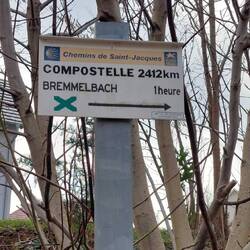 Chemins de Saint-Jacques
COMPOSTELLE 2412km
BREMMELBACH 1heure